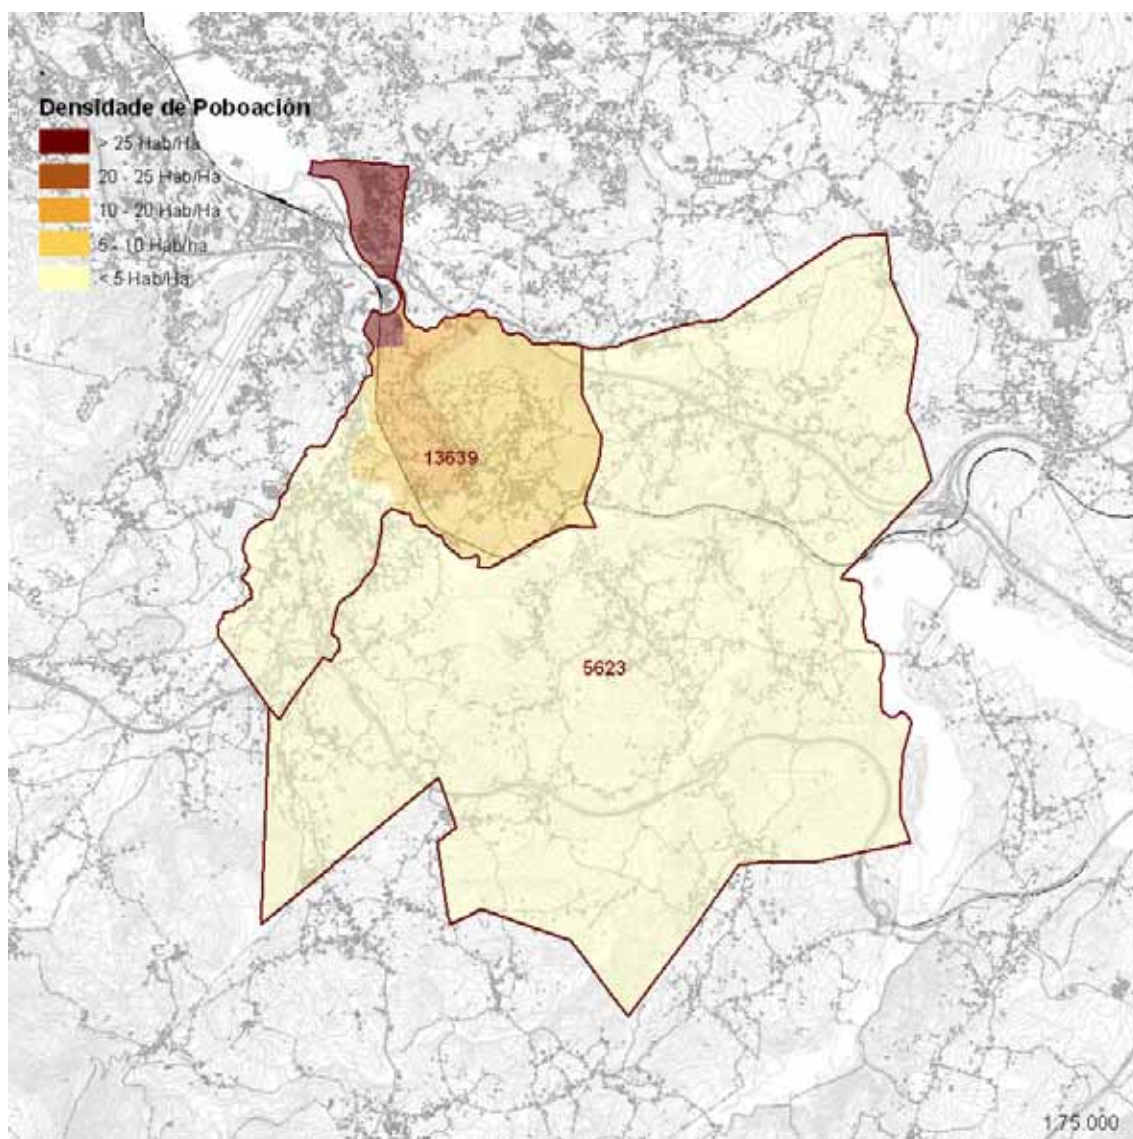 Densidade de Poboación
> 25 Hab/Ha
20 - 25 Hab/Ha
10 - 20 Hab/Ha
5 - 10 Hab/ha
< 5 Hab/Ha
13639
5623
1:75.000